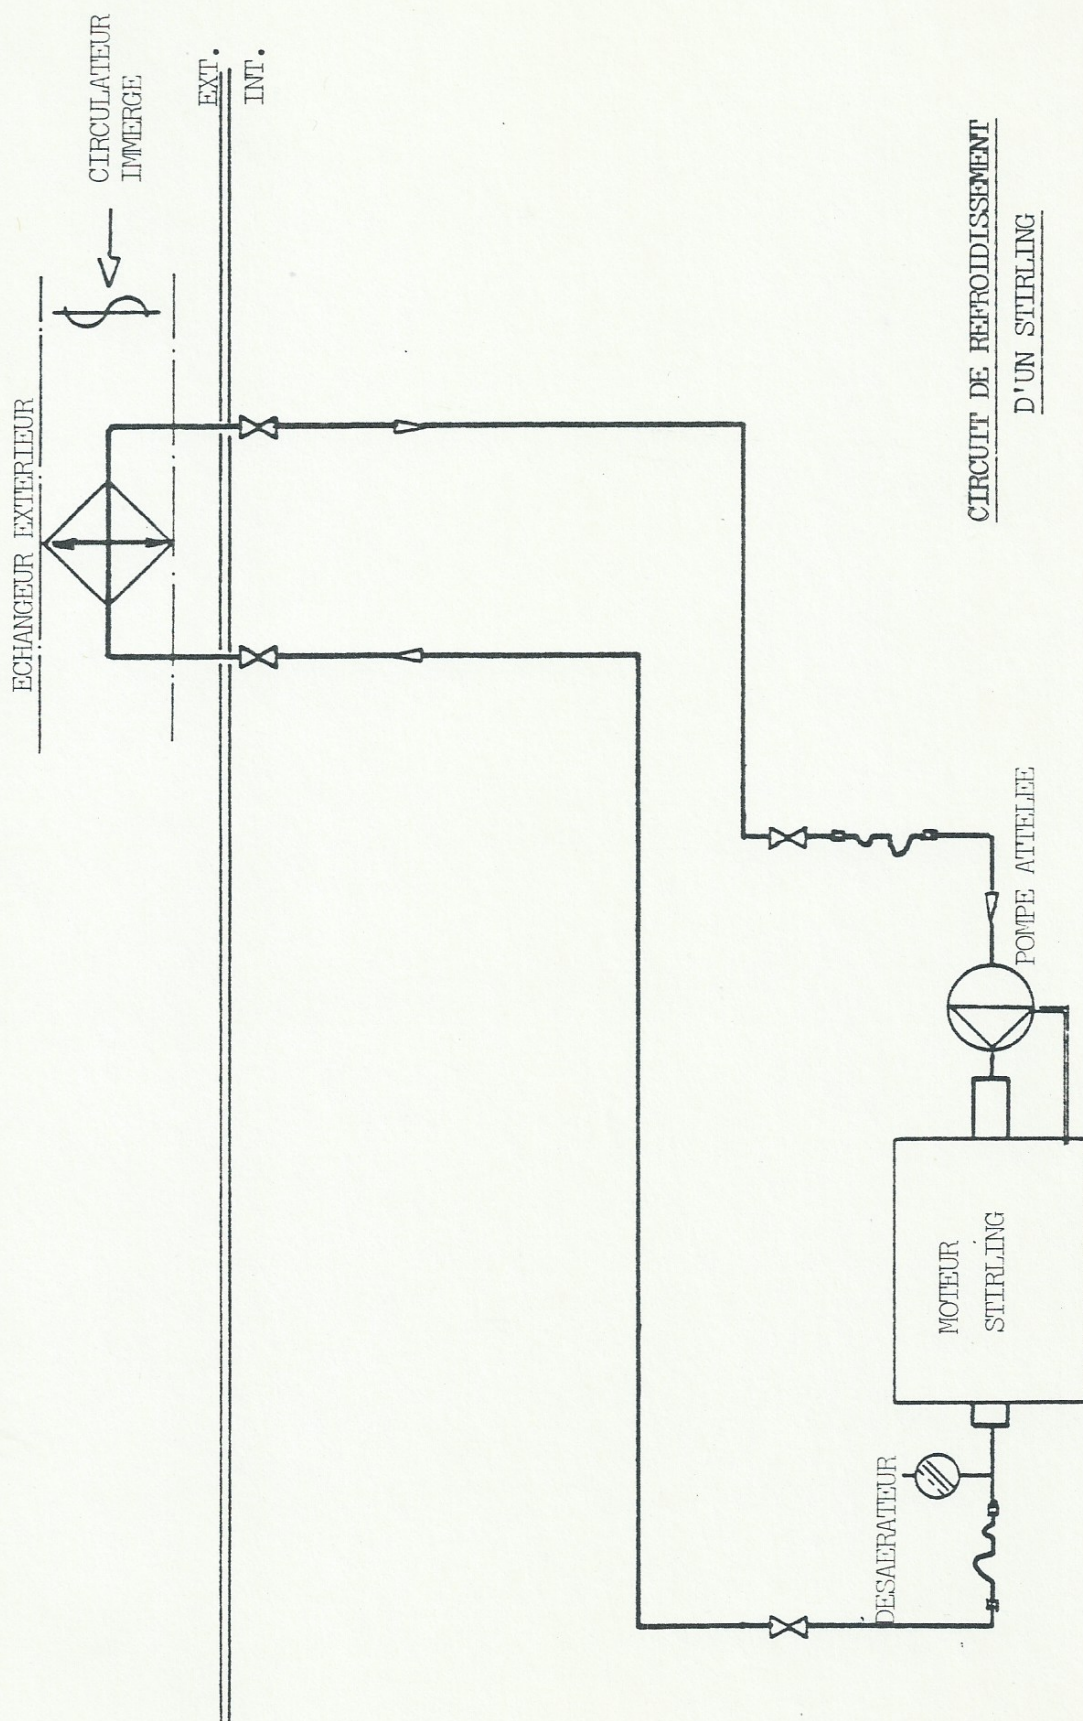 CIRCULATEUR
IMMERGE
EXT.
INT.
ECHANGEUR EXTERIEUR
CIRCUIT DE REFROIDISSEMENT
D'UN STIRLING
POMPE ATTELEE
MOTEUR
STIRLING
DESAERATEUR